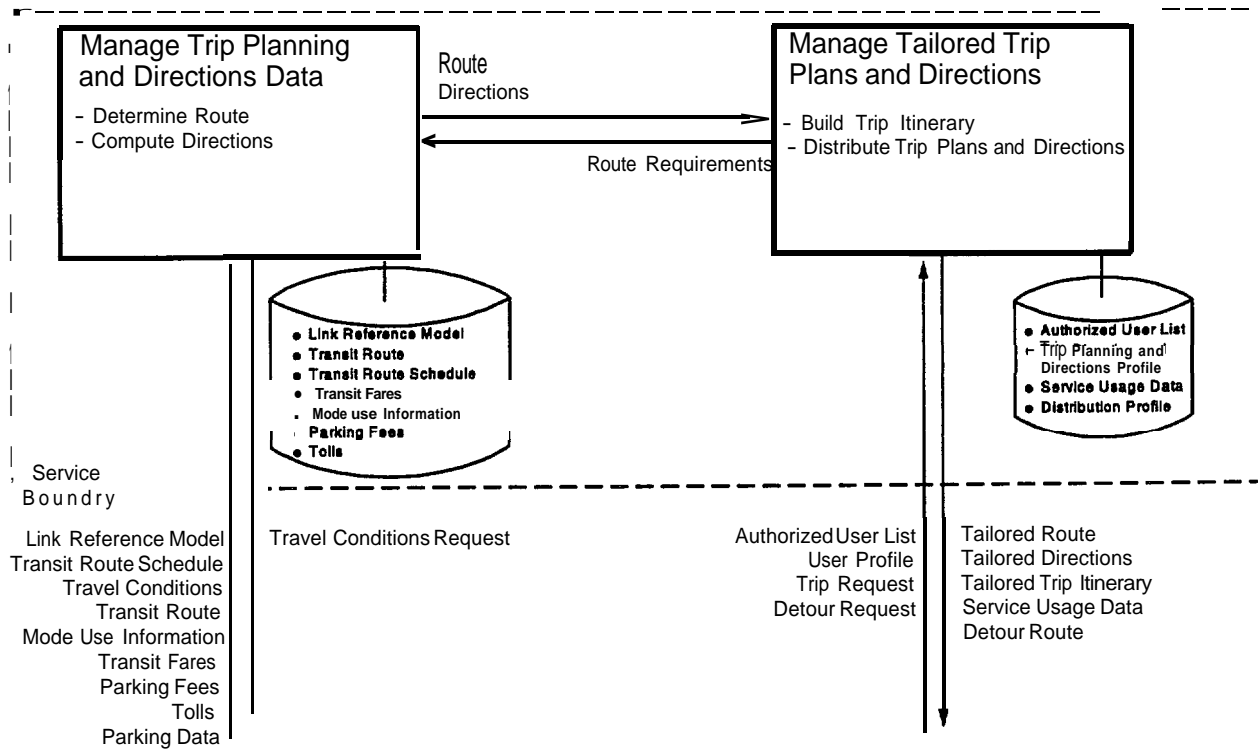 Manage Trip Planning
and Directions Data
- Determine Route
- Compute Directions
Route
Directions
Route Requirements
Manage Tailored Trip
Plans and Directions
- Build Trip Itinerary
- Distribute Trip Plans and Directions
● Link Reference Model
● Transit Route
● Transit Route Schedule
● Transit Fares
. Mode use Information
Parking Fees
● Tolls
● Authorized User List
- Trip Planning and
Directions Profile
● Service Usage Data
● Distribution Profile
Service
Boundry
Link Reference Model
Transit Route Schedule
Travel Conditions
Transit Route
Mode Use Information
Transit Fares
Parking Fees
Tolls
Parking Data
Travel Conditions Request
Authorized User List
User Profile
Trip Request
Detour Request
Tailored Route
Tailored Directions
Tailored Trip Itinerary
Service Usage Data
Detour Route